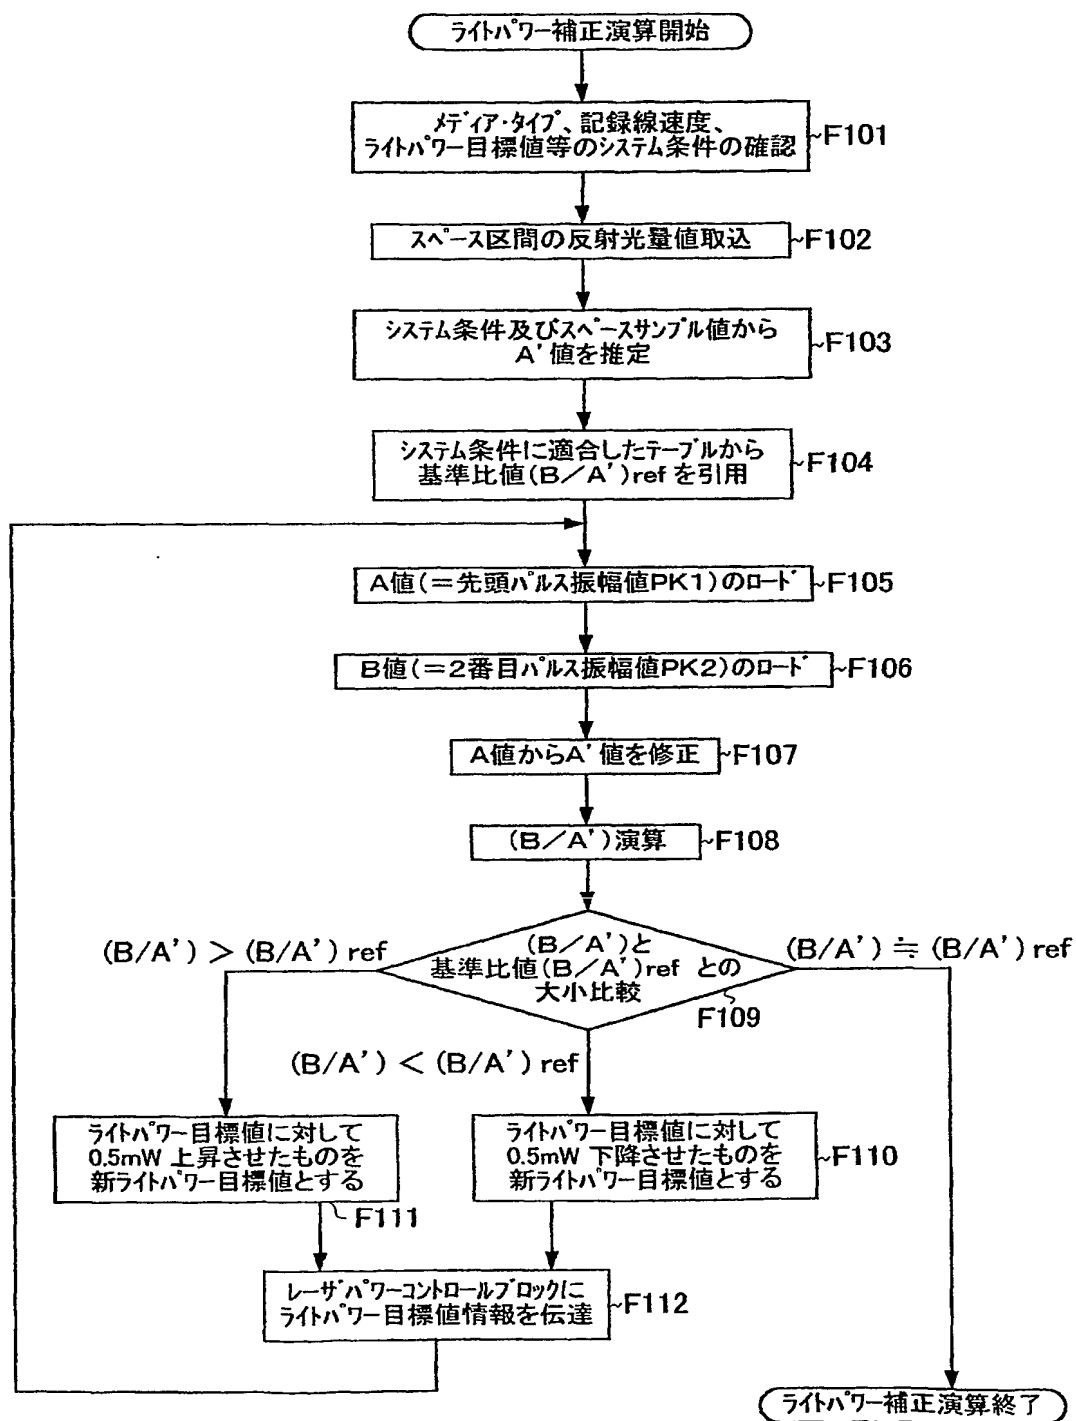 ライトパワー補正演算開始
メディア・タイプ、記録線速度、
ライトパワー目標値等のシステム条件の確認
F101
スペース区間の反射光量値取込
F102
システム条件及びスペースサンプル値から
A'値を推定
F103
システム条件に適合したテーブルから
基準比値(B／A')refを引用
F104
A値(＝先頭パルス振幅値PK1)のロード
F105
B値(＝2番目パルス振幅値PK2)のロード
F106
A値からA'値を修正
F107
(B／A')演算
F108
(B/A')＞(B/A')ref
(B／A')と
基準比値(B／A')ref との
大小比較
F109
(B/A')≒(B/A')ref
(B/A')＜(B/A')ref
ライトパワー目標値に対して
0.5mW 上昇させたものを
新ライトパワー目標値とする
F111
ライトパワー目標値に対して
0.5mW 下降させたものを
新ライトパワー目標値とする
F110
レーザパワーコントロールブロックに
ライトパワー目標値情報を伝達
F112
ライトパワー補正演算終了